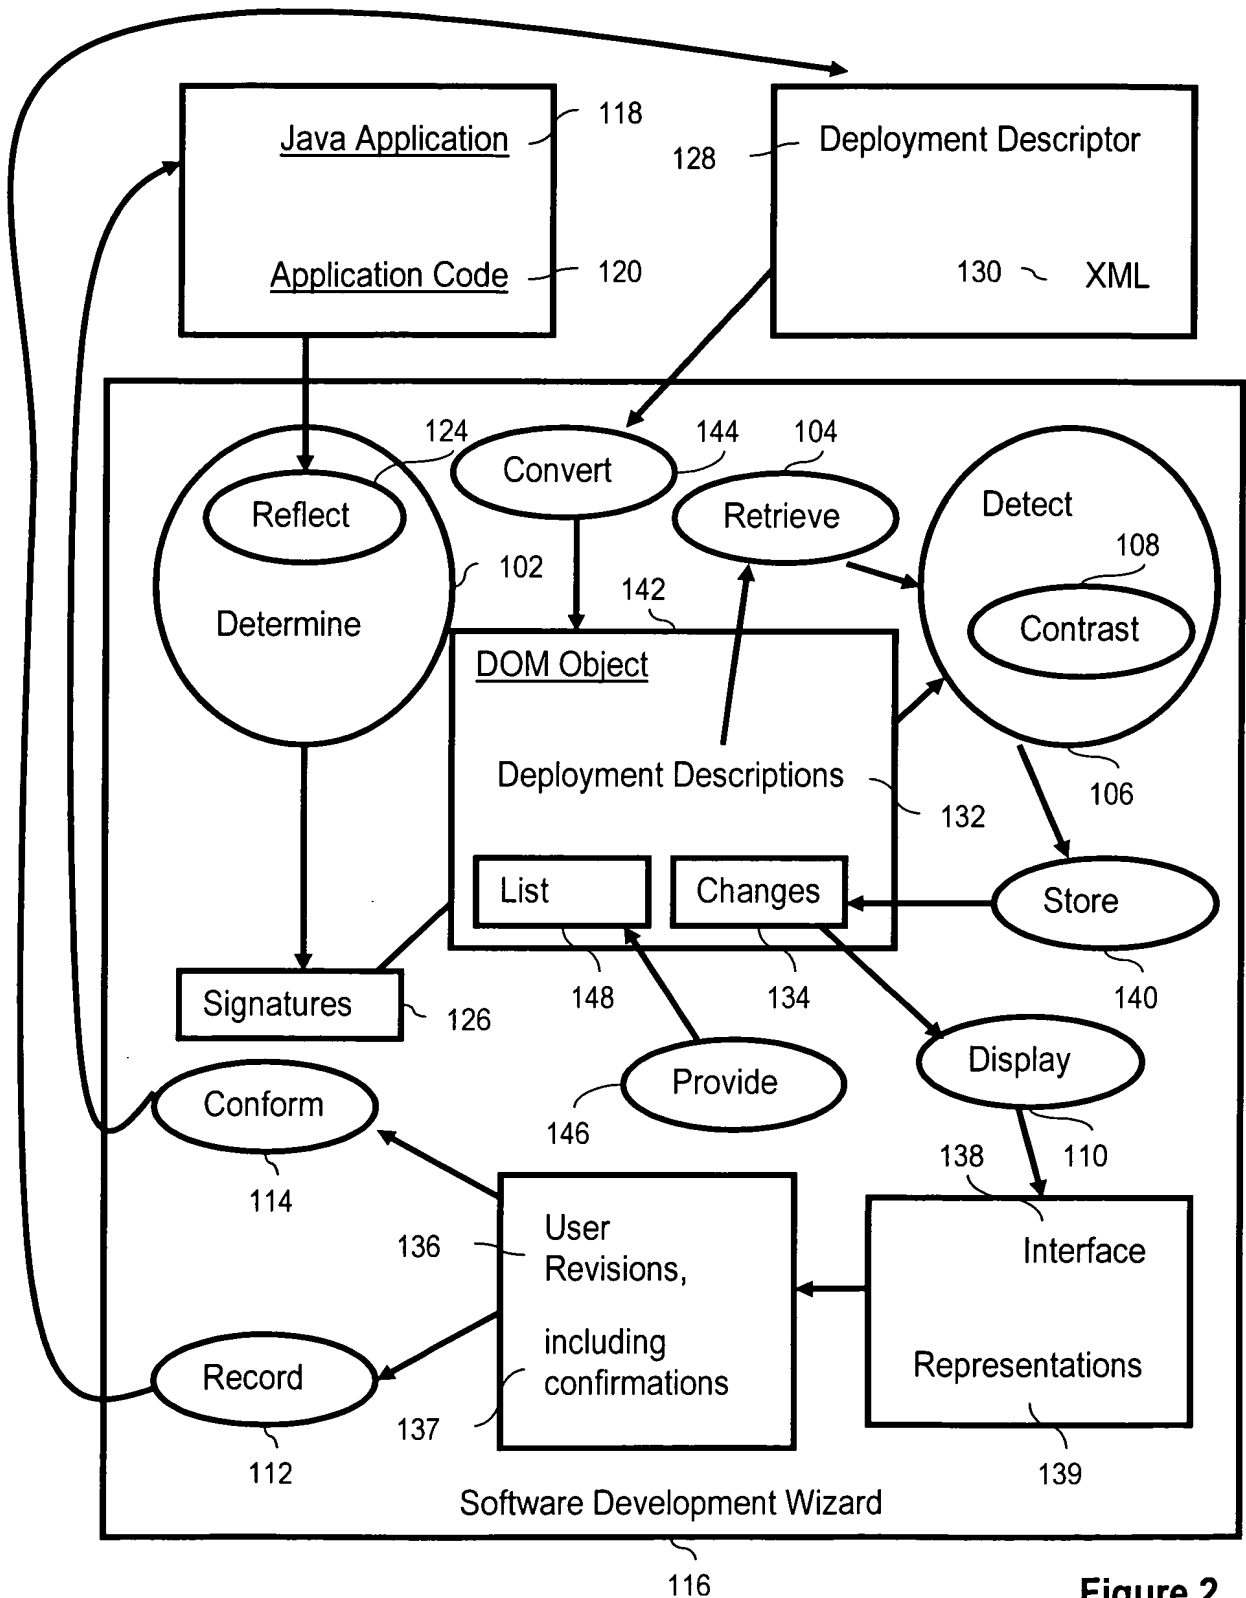 Java Application
118
Application Code
120
Deployment Descriptor
128
130
XML
124
Reflect
102
Determine
Convert
144
104
Retrieve
Detect
108
Contrast
106
142
DOM Object
Deployment Descriptions
132
List
Changes
148
134
Store
140
Signatures
126
Provide
146
Display
110
Conform
114
136
User
Revisions,
including
confirmations
137
138
Interface
Representations
139
Record
112
Software Development Wizard
116
Figure 2